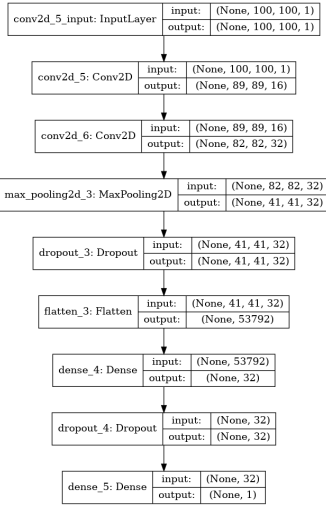 conv2d_5_input: InputLayer input: (None, 100, 100, 1)
output: (None, 100, 100, 1)
conv2d_5: Conv2D input: (None, 100, 100, 1)
output: (None, 89, 89, 16)
conv2d_6: Conv2D input: (None, 89, 89, 16)
output: (None, 82, 82, 32)
max_pooling2d_3: MaxPooling2D input: (None, 82, 82, 32)
output: (None, 41, 41, 32)
dropout_3: Dropout input: (None, 41, 41, 32)
output: (None, 41, 41, 32)
flatten_3: Flatten input: (None, 41, 41, 32)
output: (None, 53792)
dense_4: Dense input: (None, 53792)
output: (None, 32)
dropout_4: Dropout input: (None, 32)
output: (None, 32)
dense_5: Dense input: (None, 32)
output: (None, 1)